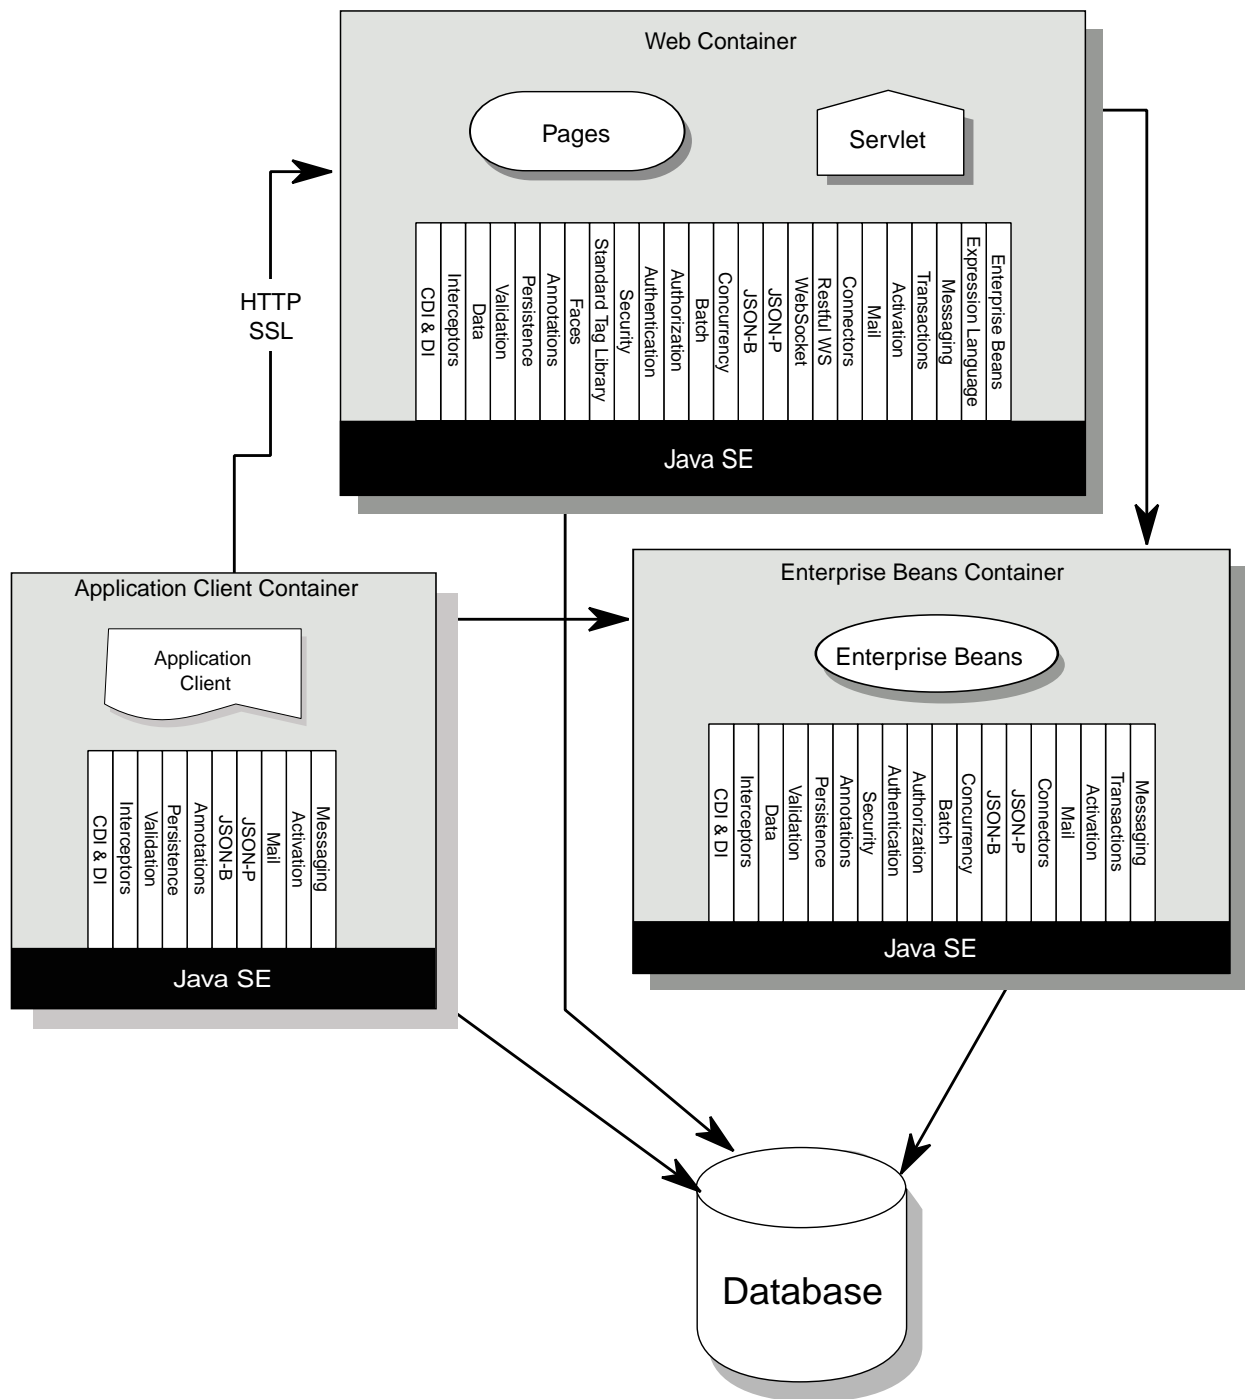 Web Container
Pages
Servlet
CDI & DI
Interceptors
Data
Validation
Persistence
Annotations
Faces
Standard Tag Library
Security
Authentication
Authorization
Batch
Concurrency
JSON-B
JSON-P
WebSocket
Restful WS
Connectors
Mail
Activation
Transactions
Messaging
Expression Language
Enterprise Beans
Java SE
HTTP
SSL
Application Client Container
Application
Client
CDI & DI
Interceptors
Validation
Persistence
Annotations
JSON-B
JSON-P
Mail
Activation
Messaging
Java SE
Enterprise Beans Container
Enterprise Beans
CDI & DI
Interceptors
Data
Validation
Persistence
Annotations
Security
Authentication
Authorization
Batch
Concurrency
JSON-B
JSON-P
Connectors
Mail
Activation
Transactions
Messaging
Java SE
Database